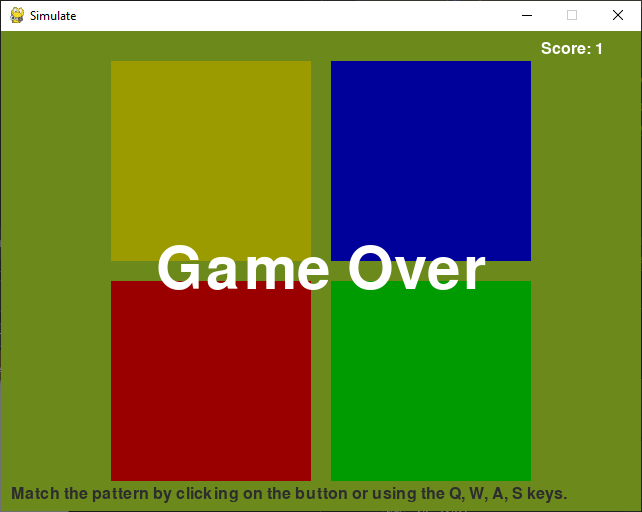 Simulate
Score: 1
Game Over
Match the pattern by clicking on the button or using the Q, W, A, S keys.